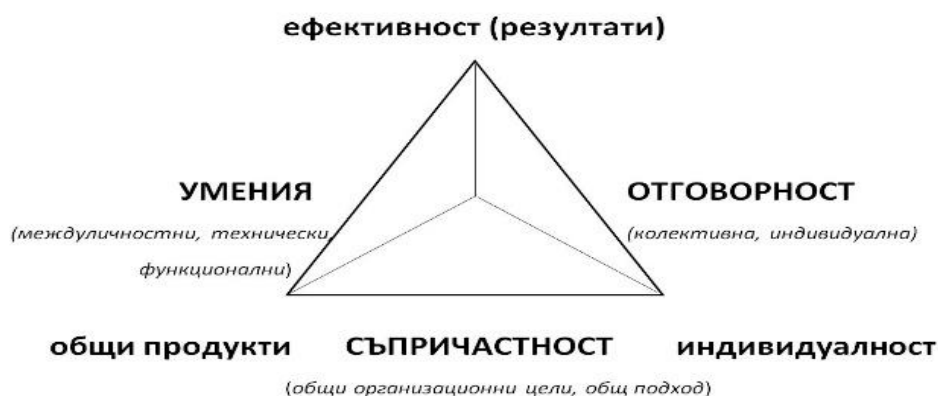 ефективност (резултати)
УМЕНИЯ
(междуличностни, технически,
функционални)
ОТГОВОРНОСТ
(колективна, индивидуална)
общи продукти
СЪПРИЧАСТНОСТ
(общи организационни цели, общ подход)
индивидуалност